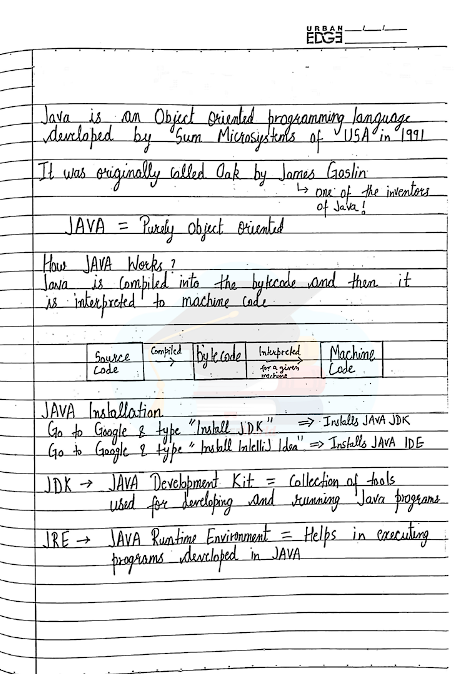 URBAN
EDGE
Java is an Object Oriented programming language
developed by Sum Microsystems of USA in 1991
It was originally called Oak by James Goslin
↳ one of the inventors
of Java!
JAVA = Purely Object Oriented
How JAVA Works?
Java is compiled into the bytecode and then it
is interpreted to machine code
Source Code Compiled → bytecode Interpreted → for a given machine Machine Code
JAVA Installation
Go to Google & type "Install JDK" ⇒ Installs JAVA JDK
Go to Google & type "Install Intellij Idea" ⇒ Installs JAVA IDE
JDK → JAVA Development Kit = Collection of tools
used for developing and running Java programs
JRE → JAVA Runtime Environment = Helps in executing
programs developed in JAVA